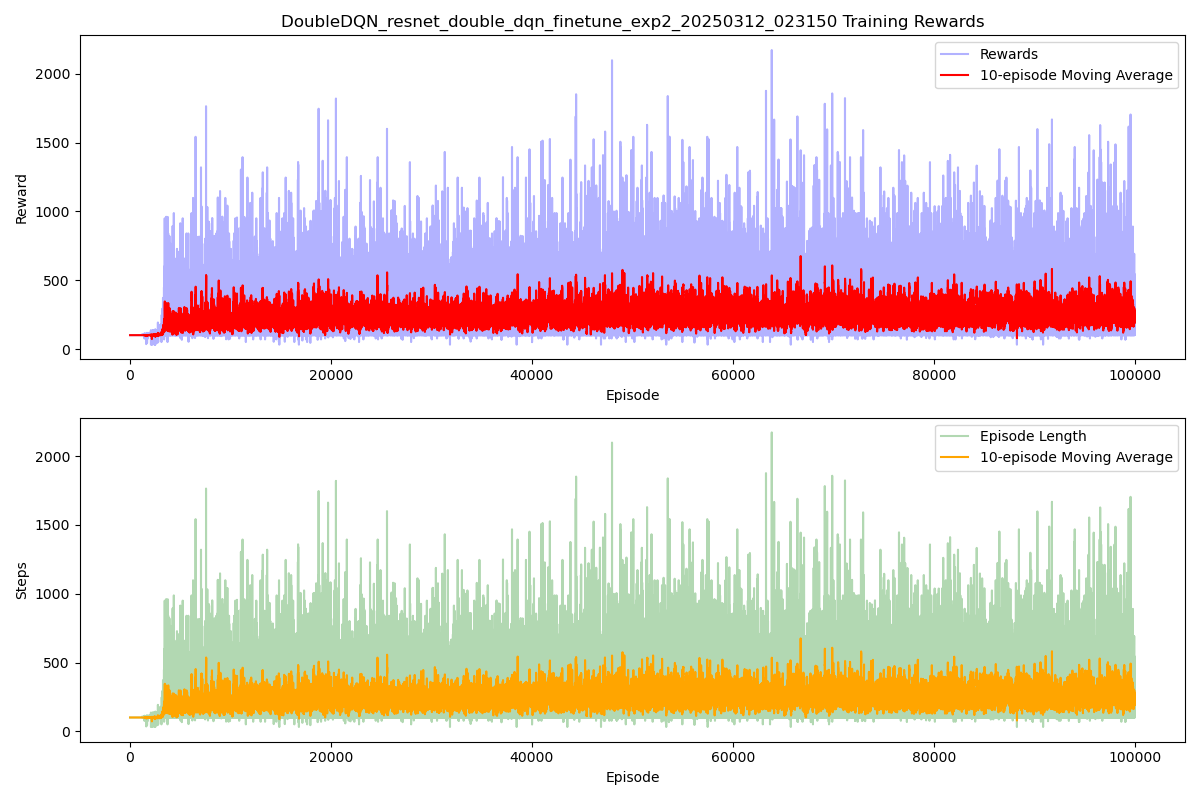 DoubleDQN_resnet_double_dqn_finetune_exp2_20250312_023150 Training Rewards
Rewards
10-episode Moving Average
2000
1500
1000
500
0
Reward
0 20000 40000 60000 80000 100000
Episode
Episode Length
10-episode Moving Average
2000
1500
1000
500
0
Steps
0 20000 40000 60000 80000 100000
Episode